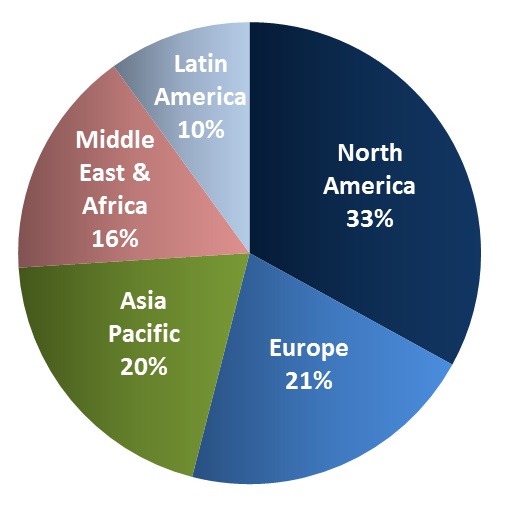 Latin
America
10%
North
America
33%
Middle
East &
Africa
16%
Asia
Pacific
20%
Europe
21%